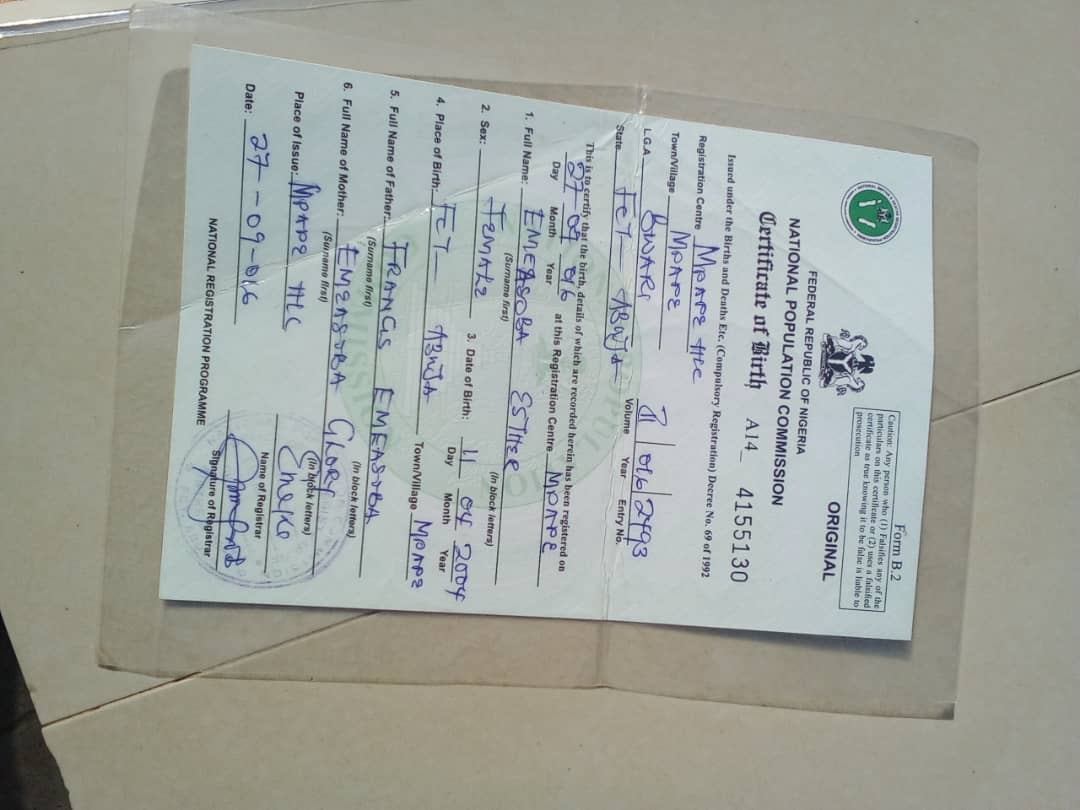 Form B.2
Caution: Any person who (1) Falsifies any of the
particulars on this certificate or (2) uses a falsified
certificate as true knowing it to be false is liable to
prosecution
ORIGINAL
FEDERAL REPUBLIC OF NIGERIA
NATIONAL POPULATION COMMISSION
Certificate of Birth A14_ 4155130
Issued under the Births and Deaths Etc. (Compulsory Registration) Decree No. 69 of 1992
Registration Centre MPAPE HLC
Town/Village MPAPE
L.G.A BWARI 016 2493
State FCT ABUJA Volume Year Entry No.
This is to certify that the birth, details of which are recorded herein has been registered on
27-09 016 at this Registration Centre MPAPE
Day Month Year
1. Full Name: EMEASOBA ESTHER
(Surname first) (In block letters)
2. Sex: FEMALE 3. Date of Birth: 11 04 2004
Day Month Year
4. Place of Birth: FCT ABUJA Town/Village MPAPE
5. Full Name of Father: FRANCIS EMEASOBA
(Surname first) (In block letters)
6. Full Name of Mother: EMEASOBA GLORY
(Surname first) (In block letters)
Place of Issue: MPAPE HLC
Name of Registrar
Date: 27-09-016
Signature of Registrar
NATIONAL REGISTRATION PROGRAMME